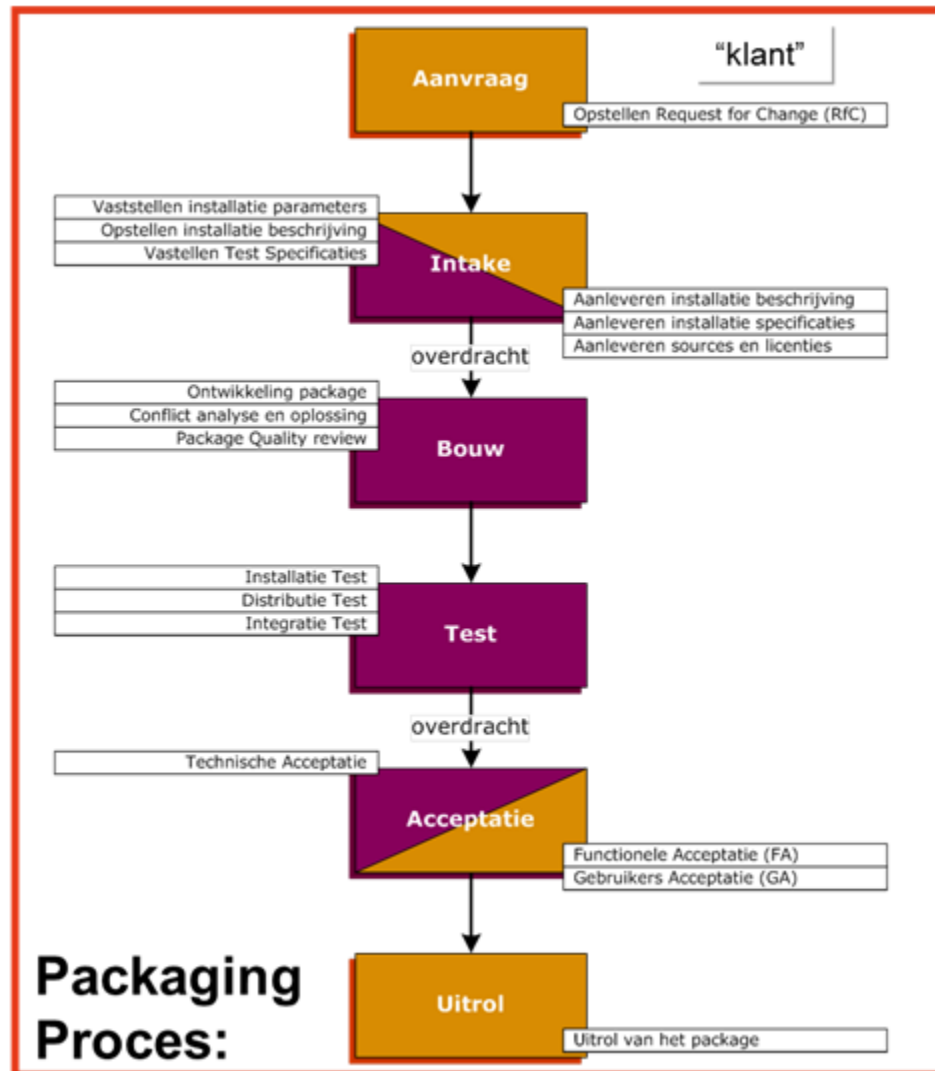 Aanvraag
“klant”
Opstellen Request for Change (RfC)
Vaststellen installatie parameters
Opstellen installatie beschrijving
Vastellen Test Specificaties
Intake
Aanleveren installatie beschrijving
Aanleveren installatie specificaties
Aanleveren sources en licenties
overdracht
Ontwikkeling package
Conflict analyse en oplossing
Package Quality review
Bouw
Installatie Test
Distributie Test
Integratie Test
Test
overdracht
Technische Acceptatie
Acceptatie
Functionele Acceptatie (FA)
Gebruikers Acceptatie (GA)
Packaging
Proces:
Uitrol
Uitrol van het package